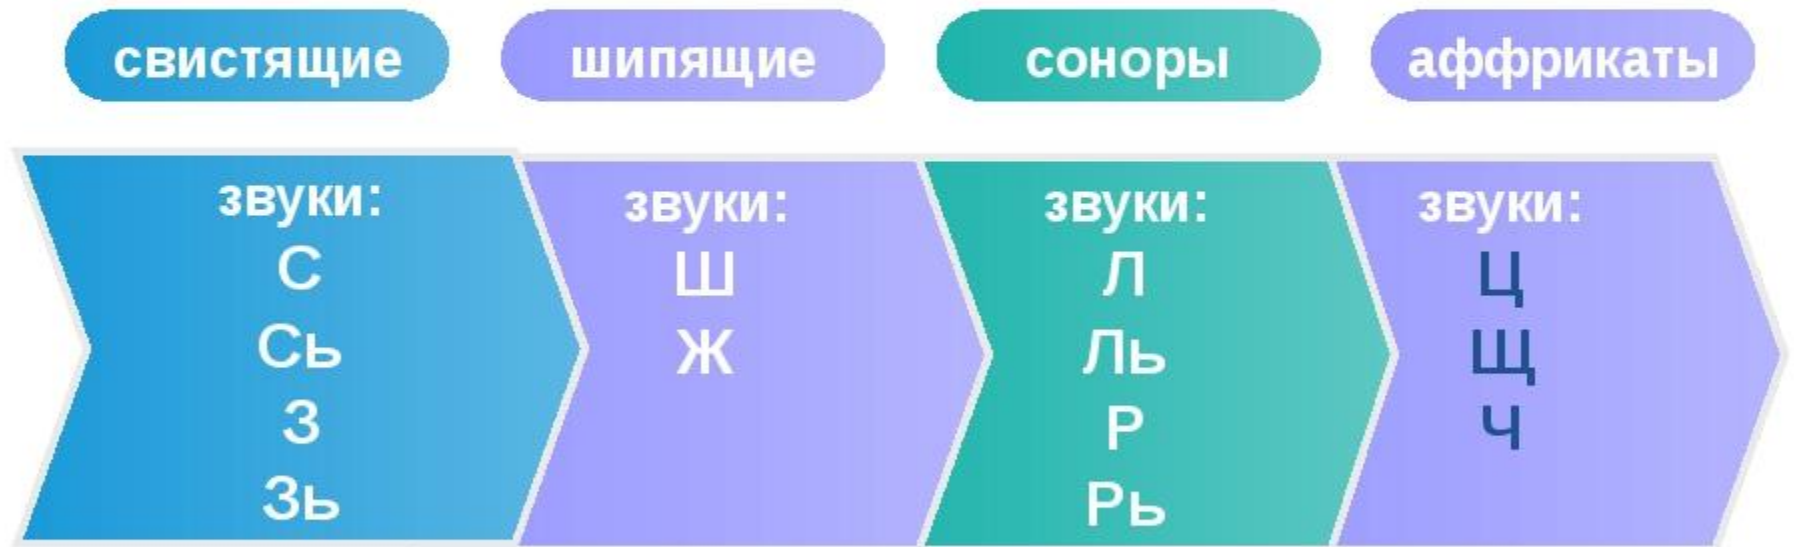 свистящие
шипящие
соноры
аффрикаты
звуки:
С
Сь
З
Зь
звуки:
Ш
Ж
звуки:
Л
Ль
Р
Рь
звуки:
Ц
Щ
Ч